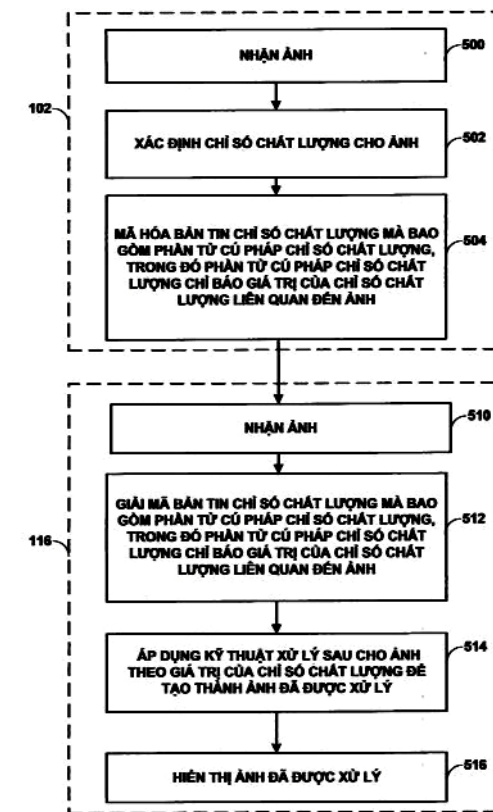 NHẬN ẢNH
500
102
XÁC ĐỊNH CHỈ SỐ CHẤT LƯỢNG CHO ẢNH
502
MÃ HÓA BẢN TIN CHỈ SỐ CHẤT LƯỢNG MÀ BAO
GỒM PHẦN TỬ CÚ PHÁP CHỈ SỐ CHẤT LƯỢNG,
TRONG ĐÓ PHẦN TỬ CÚ PHÁP CHỈ SỐ CHẤT
LƯỢNG CHỈ BÁO GIÁ TRỊ CỦA CHỈ SỐ CHẤT
LƯỢNG LIÊN QUAN ĐẾN ẢNH
504
NHẬN ẢNH
510
116
GIẢI MÃ BẢN TIN CHỈ SỐ CHẤT LƯỢNG MÀ BAO
GỒM PHẦN TỬ CÚ PHÁP CHỈ SỐ CHẤT LƯỢNG,
TRONG ĐÓ PHẦN TỬ CÚ PHÁP CHỈ SỐ CHẤT
LƯỢNG CHỈ BÁO GIÁ TRỊ CỦA CHỈ SỐ CHẤT
LƯỢNG LIÊN QUAN ĐẾN ẢNH
512
ÁP DỤNG KỸ THUẬT XỬ LÝ SAU CHO ẢNH
THEO GIÁ TRỊ CỦA CHỈ SỐ CHẤT LƯỢNG ĐỂ
TẠO THÀNH ẢNH ĐÃ ĐƯỢC XỬ LÝ
514
HIỂN THỊ ẢNH ĐÃ ĐƯỢC XỬ LÝ
516